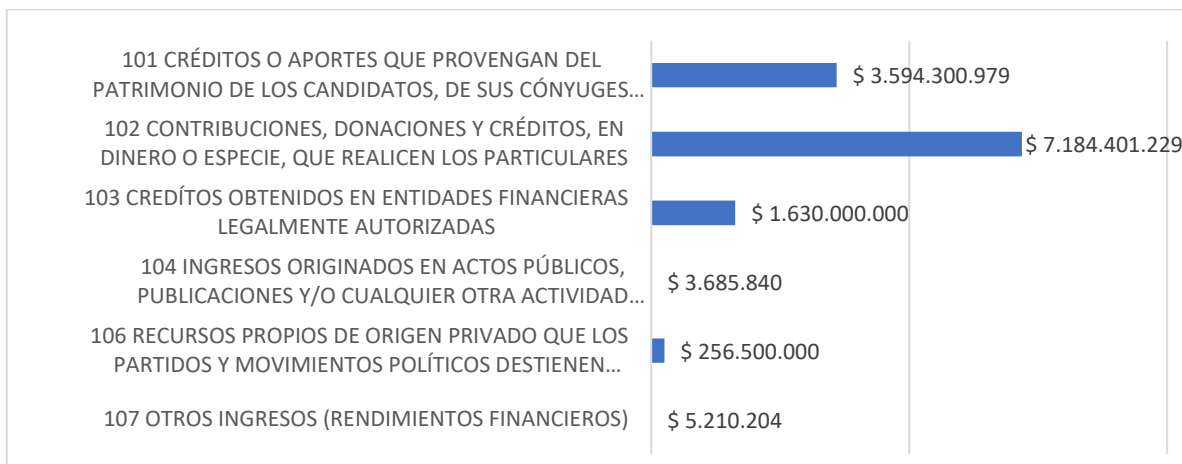 101 CRÉDITOS O APORTES QUE PROVENGAN DEL
PATRIMONIO DE LOS CANDIDATOS, DE SUS CÓNYUGES…
$ 3.594.300.979
102 CONTRIBUCIONES, DONACIONES Y CRÉDITOS, EN
DINERO O ESPECIE, QUE REALICEN LOS PARTICULARES
$ 7.184.401.229
103 CREDÍTOS OBTENIDOS EN ENTIDADES FINANCIERAS
LEGALMENTE AUTORIZADAS
$ 1.630.000.000
104 INGRESOS ORIGINADOS EN ACTOS PÚBLICOS,
PUBLICACIONES Y/O CUALQUIER OTRA ACTIVIDAD…
$ 3.685.840
106 RECURSOS PROPIOS DE ORIGEN PRIVADO QUE LOS
PARTIDOS Y MOVIMIENTOS POLÍTICOS DESTIENEN…
$ 256.500.000
107 OTROS INGRESOS (RENDIMIENTOS FINANCIEROS)
$ 5.210.204